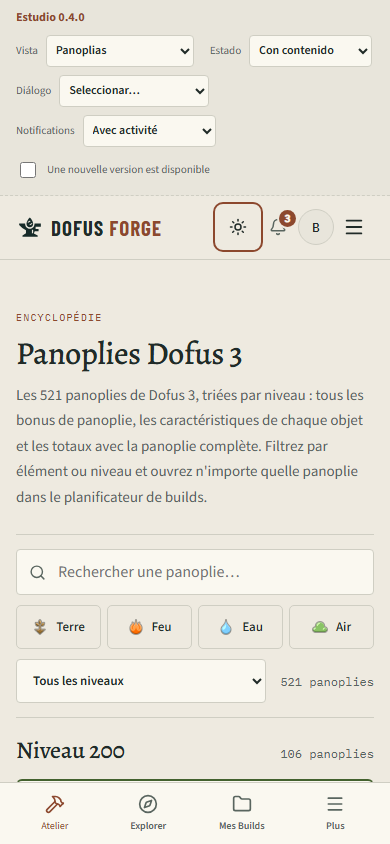 Estudio 0.4.0
Vista Panoplias Estado Con contenido
Diálogo Seleccionar...
Notifications Avec activité
Une nouvelle version est disponible
DOFUS FORGE 3 B
ENCYCLOPÉDIE
Panoplies Dofus 3
Les 521 panoplies de Dofus 3, triées par niveau : tous les
bonus de panoplie, les caractéristiques de chaque objet
et les totaux avec la panoplie complète. Filtrez par
élément ou niveau et ouvrez n'importe quelle panoplie
dans le planificateur de builds.
Rechercher une panoplie…
Terre Feu Eau Air
Tous les niveaux 521 panoplies
Niveau 200 106 panoplies
Atelier Explorer Mes Builds Plus